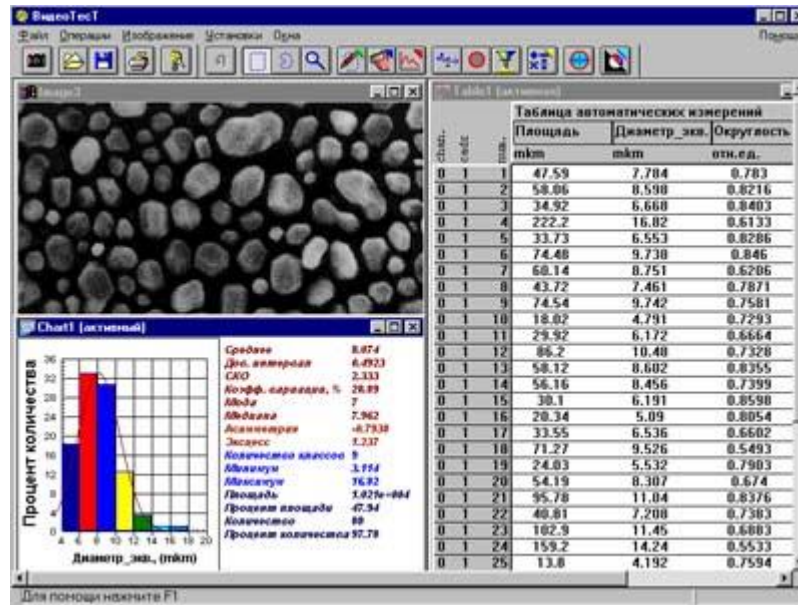 ВидеоТесТ
Файл Операции Изображение Установки Окна Помощь
Image3
Table1 (активная)
Таблица автоматических измерений
chan. cadr Площадь Диаметр_экв. Округлость
mkm mkm отн.ед.
0 1 1 47.59 7.784 0.783
0 1 2 58.06 8.598 0.8216
0 1 3 34.92 6.668 0.8403
0 1 4 222.2 16.82 0.6133
0 1 5 33.73 6.553 0.8286
0 1 6 74.48 9.738 0.846
0 1 7 60.14 8.751 0.6206
0 1 8 43.72 7.461 0.7871
0 1 9 74.54 9.742 0.7581
0 1 10 18.02 4.791 0.7293
0 1 11 29.92 6.172 0.6664
0 1 12 86.2 10.48 0.7328
0 1 13 58.12 8.602 0.8355
0 1 14 56.16 8.456 0.7399
0 1 15 30.1 6.191 0.8598
0 1 16 20.34 5.09 0.8054
0 1 17 33.55 6.536 0.6602
0 1 18 71.27 9.526 0.5493
0 1 19 24.03 5.532 0.7903
0 1 20 54.19 8.307 0.674
0 1 21 95.78 11.04 0.8376
0 1 22 40.81 7.208 0.7383
0 1 23 102.9 11.45 0.6883
0 1 24 159.2 14.24 0.5533
0 1 25 13.8 4.192 0.7594
Chart1 (активный)
Процент количества
36
32
28
24
20
16
12
8
4
0
4 6 8 10 12 14 16 18 20
Диаметр_экв., (mkm)
Среднее 8.074
Дов. интервал 0.4923
СКО 2.333
Коэфф. вариации, % 28.89
Мода 7
Медиана 7.962
Асимметрия -0.7938
Эксцесс 1.237
Количество классов 9
Минимум 3.114
Максимум 16.82
Площадь
Процент площади 47.94
Количество
Процент количества 97.78
Для помощи нажмите F1